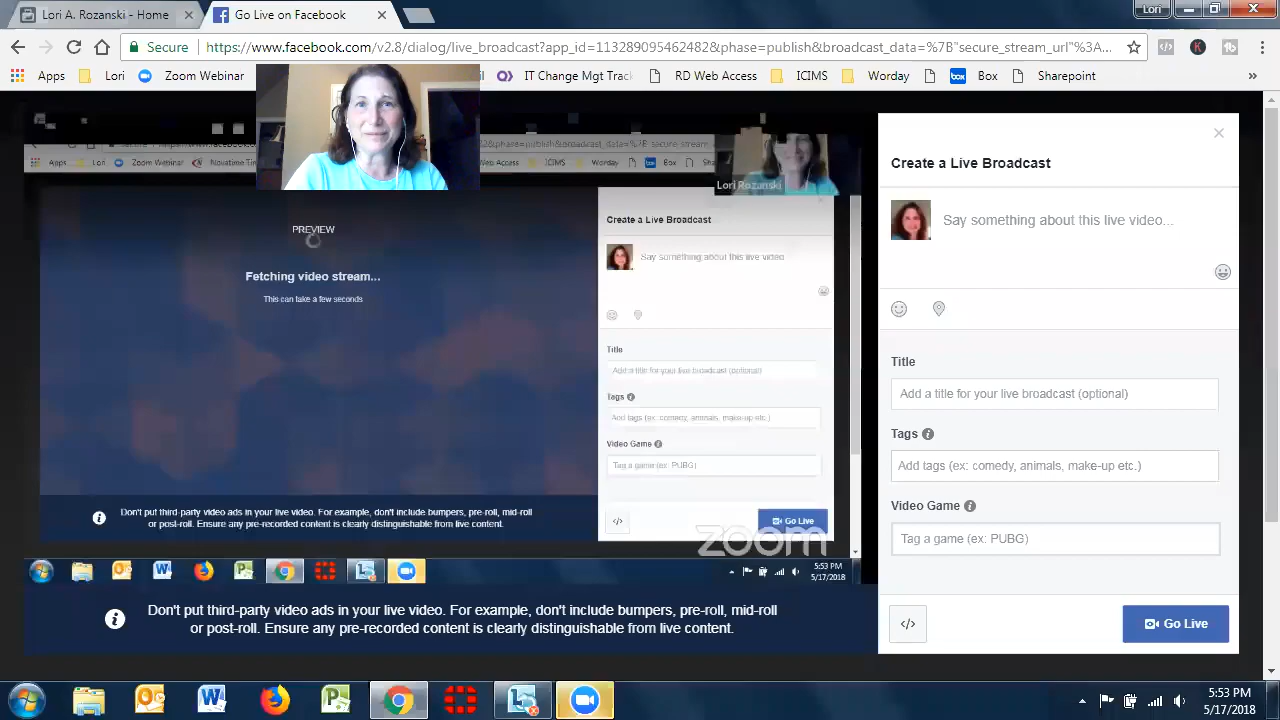 Lori A. Rozanski - Home
Go Live on Facebook
Lori
Secure
https://www.facebook.com/v2.8/dialog/live_broadcast?app_id=113289095462482&phase=publish&broadcast_data=%7B"secure_stream_url"%3A...
Apps Lori Zoom Webinar IT Change Mgt Track RD Web Access ICIMS Worday Box Sharepoint
Apps Lori Zoom Webinar ICIMS Worday Box Sharepoint
Lori Rozanski
PREVIEW
Fetching video stream...
This can take a few seconds
Create a Live Broadcast
Say something about this live video
Title
Add a title for your live broadcast (optional)
Tags
Add tags (ex: comedy, animals, make-up etc.)
Video Game
Tag a game (ex: PUBG)
Don't put third-party video ads in your live video. For example, don't include bumpers, pre-roll, mid-roll
or post-roll. Ensure any pre-recorded content is clearly distinguishable from live content.
</>
Go Live
zoom
5:53 PM
5/17/2018
Don't put third-party video ads in your live video. For example, don't include bumpers, pre-roll, mid-roll
or post-roll. Ensure any pre-recorded content is clearly distinguishable from live content.
Create a Live Broadcast
Say something about this live video...
Title
Add a title for your live broadcast (optional)
Tags
Add tags (ex: comedy, animals, make-up etc.)
Video Game
Tag a game (ex: PUBG)
</>
Go Live
5:53 PM
5/17/2018